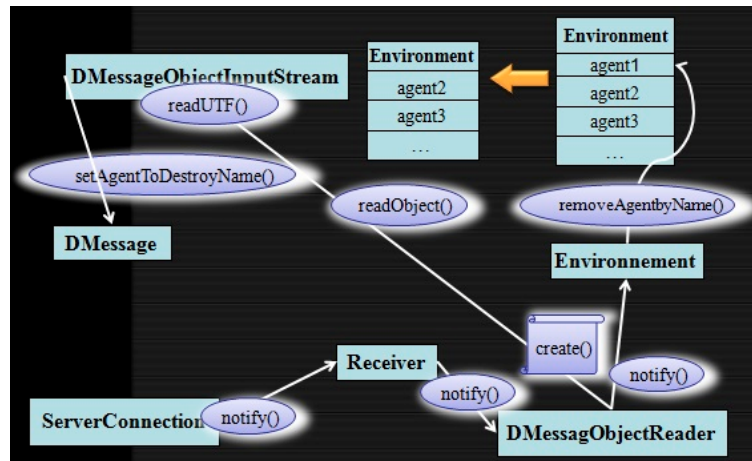 Environment
Environment
DMessageObjectInputStream
agent1
readUTF()
agent2
agent2
agent3
agent3
...
...
setAgentToDestroyName()
readObject()
removeAgentbyName()
DMessage
Environnement
create()
Receiver
notify()
notify()
ServerConnection
notify()
DMessagObjectReader